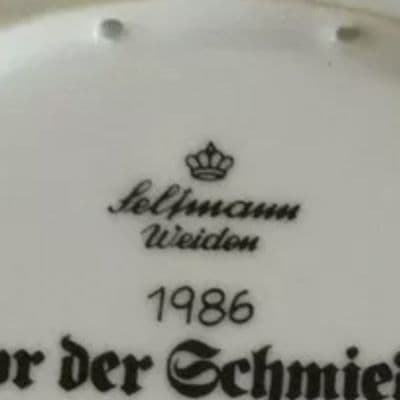 Seltmann
Weiden
1986
or der Schmie